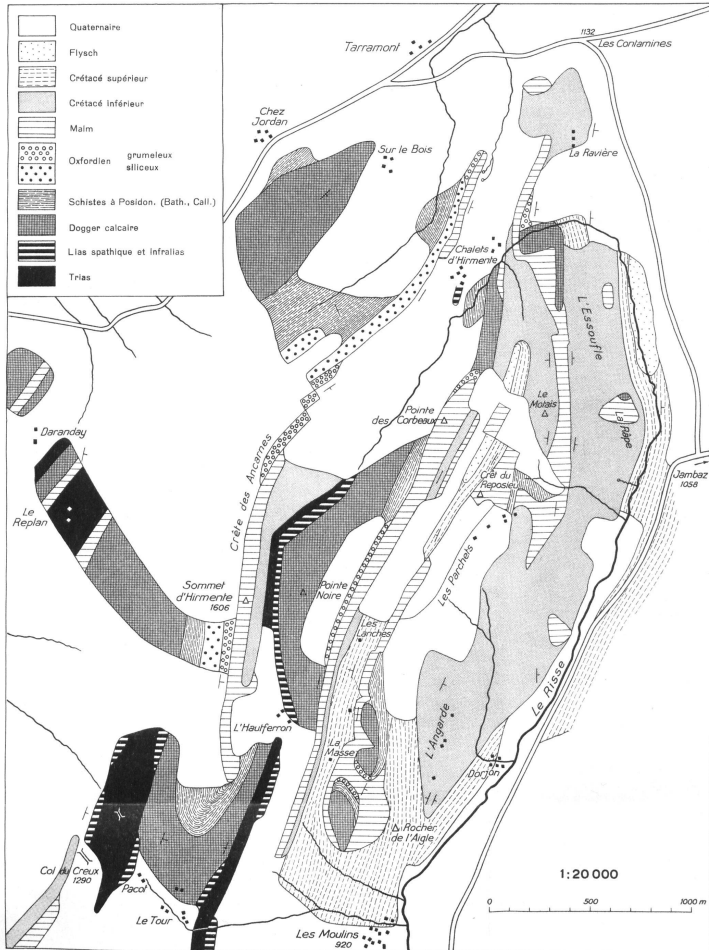 Quaternaire
Flysch
Crétacé supérieur
Crétacé inférieur
Malm
Oxfordien grumeleux
siliceux
Schistes à Posidon. (Bath., Call.)
Dogger calcaire
Lias spathique et infralias
Trias
Tarramont
1132
Les Contamines
Chez
Jordan
Sur le Bois
La Ravière
Chalets
d'Hirmente
L'Essoufle
Le Motais
La Râpe
Pointe
des Corbeaux
Daranday
Crêt du
Reposieu
Jambaz
1058
Le
Replan
Crête des Ancarnes
Sommet
d'Hirmente
1606
Pointe
Noire
Les Parchets
Les Lanches
Le Risse
L'Hautferron
L'Angarde
La
Masse
Dorjon
Rocher
de l'Aigle
Col du Creux
1290
Pacot
Le Tour
Les Moulins
920
1:20 000
0 500 1000 m